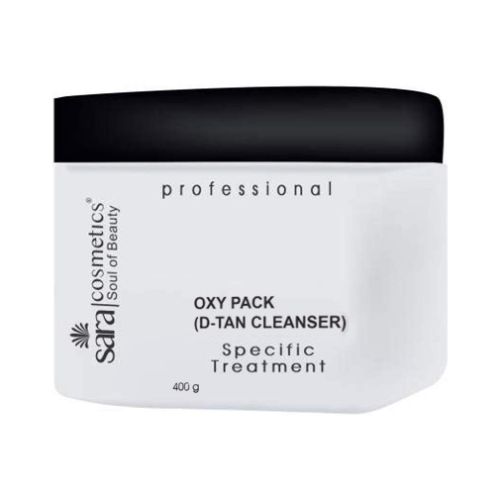 professional
sara|cosmetics®
Soul of Beauty
OXY PACK
(D-TAN CLEANSER)
Specific
Treatment
400 g